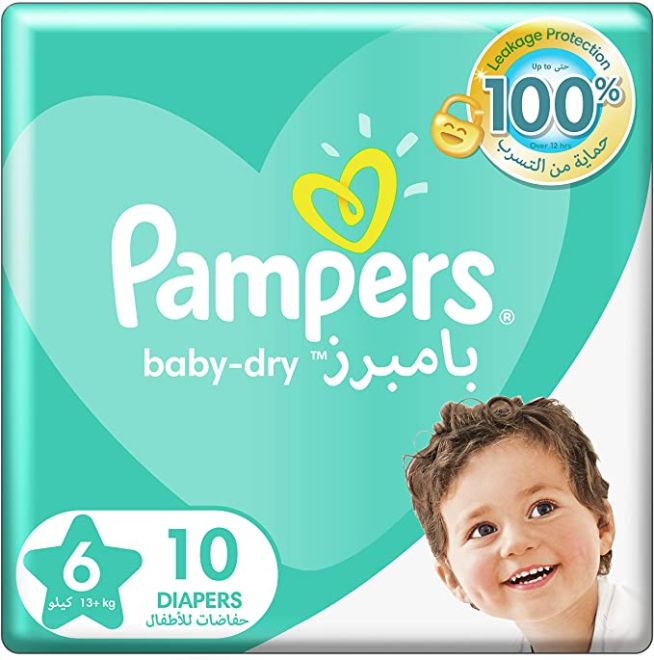 Leakage Protection
Up to حتى
100%
Over 12 hrs
حماية من التسرب
Pampers®
baby-dry™ بامبرز
6
10
13+ kg كيلو
DIAPERS
حفاضات للأطفال